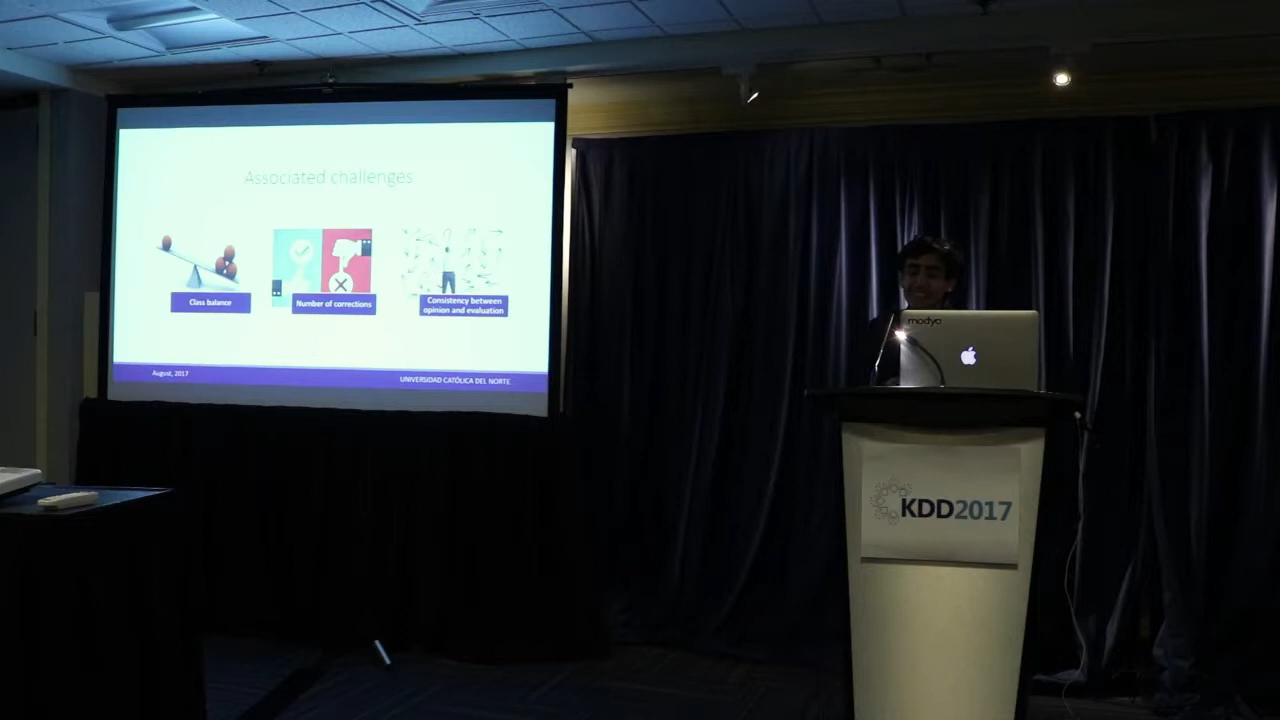 Associated challenges
Class balance
Number of corrections
Consistency between
opinion and evaluation
August, 2017
UNIVERSIDAD CATÓLICA DEL NORTE
modyo
KDD2017